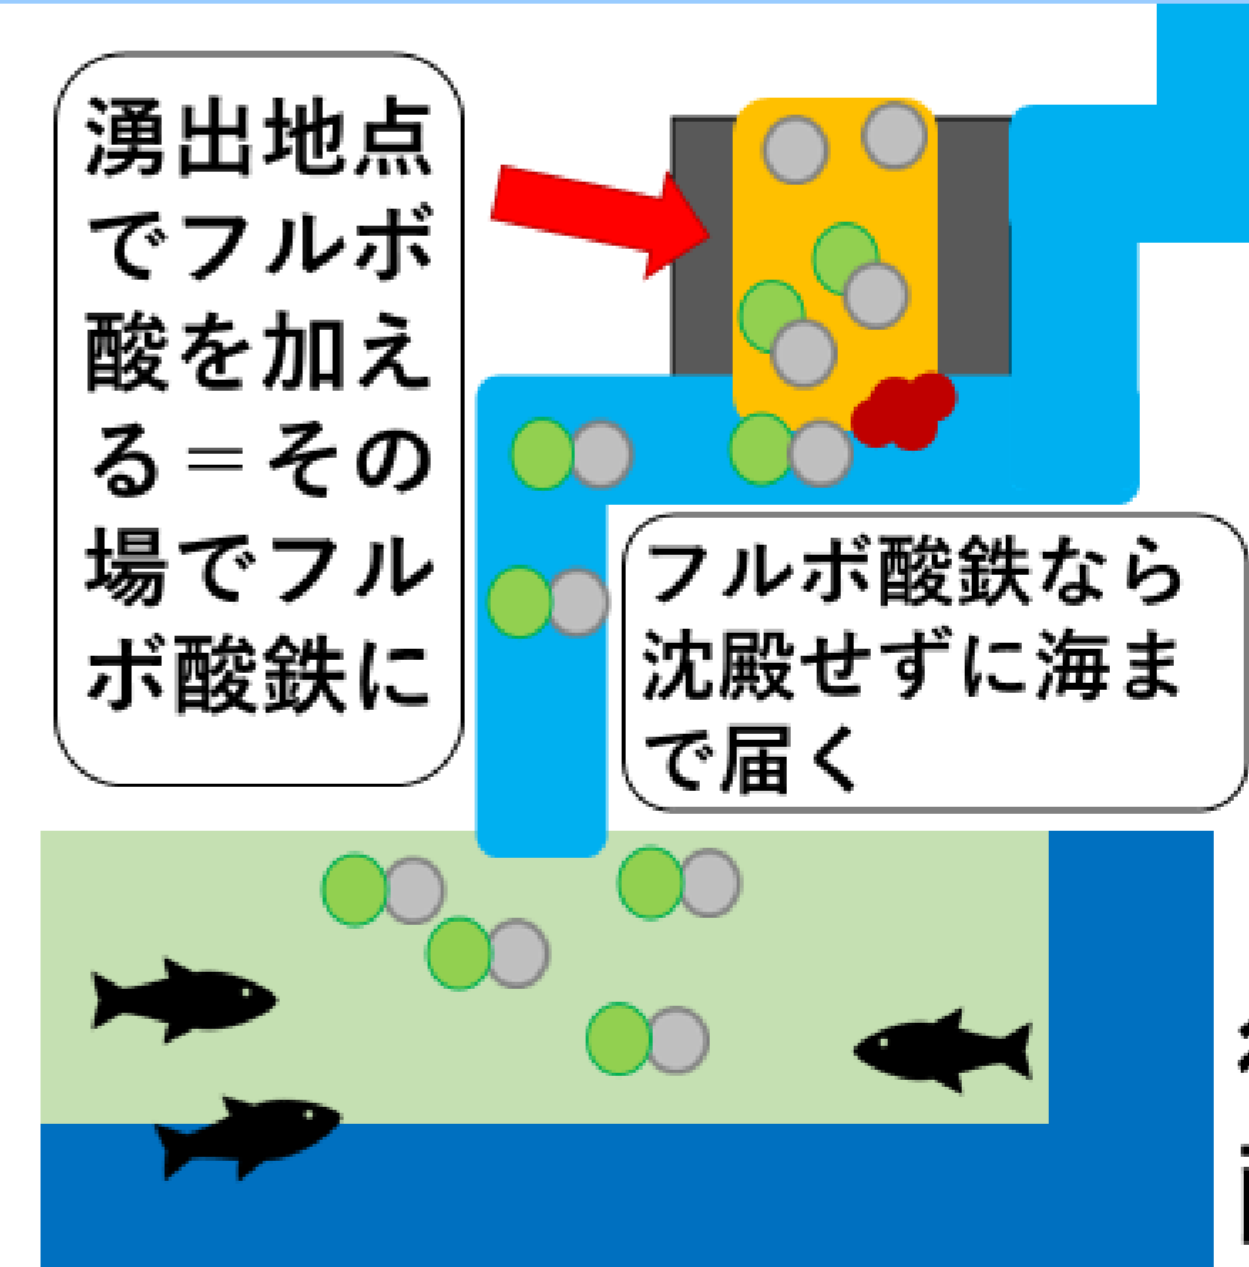 湧出地点
でフルボ
酸を加え
る＝その
場でフル
ボ酸鉄に
フルボ酸鉄なら
沈殿せずに海ま
で届く